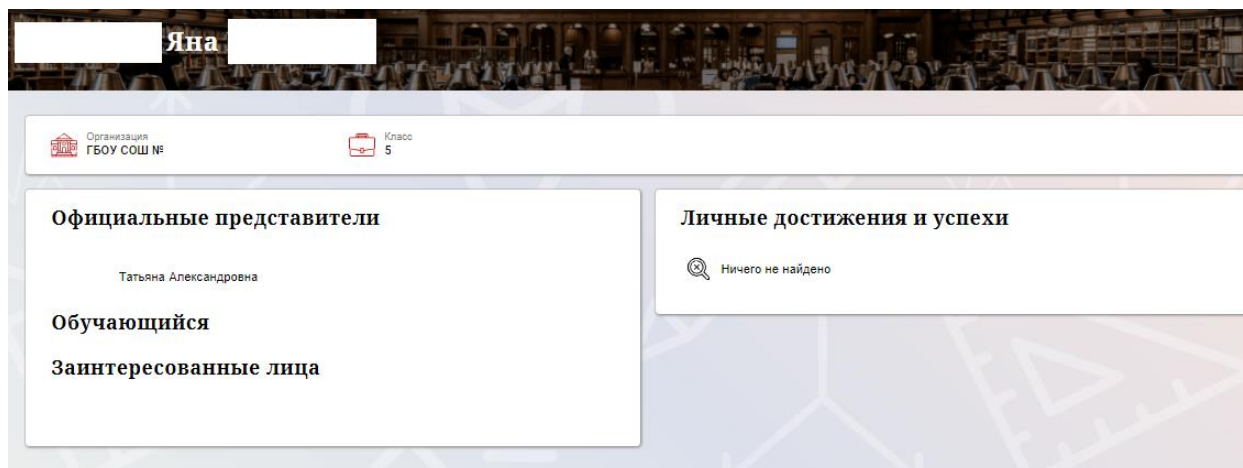 Яна
Организация
ГБОУ СОШ №
Класс
5
Официальные представители
Татьяна Александровна
Обучающийся
Заинтересованные лица
Личные достижения и успехи
Ничего не найдено